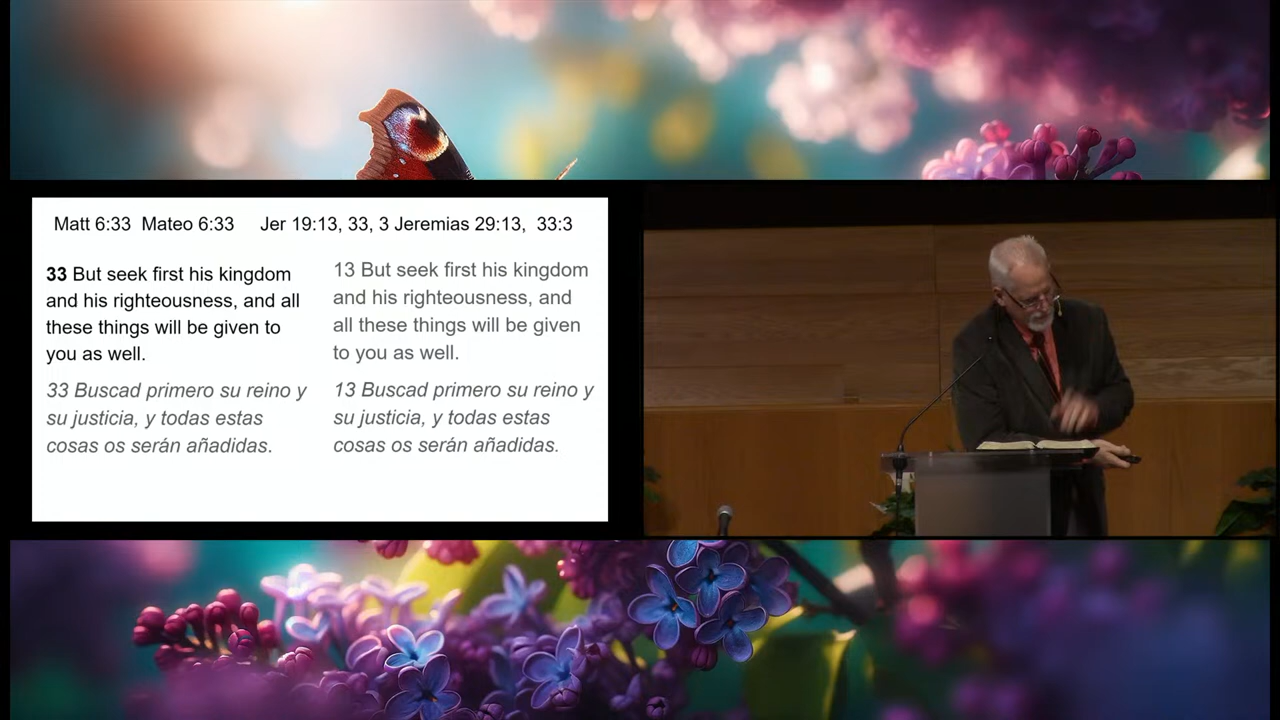 Matt 6:33  Mateo 6:33     Jer 19:13, 33, 3 Jeremias 29:13,  33:3
33 But seek first his kingdom
and his righteousness, and all
these things will be given to
you as well.
33 Buscad primero su reino y
su justicia, y todas estas
cosas os serán añadidas.
13 But seek first his kingdom
and his righteousness, and
all these things will be given
to you as well.
13 Buscad primero su reino y
su justicia, y todas estas
cosas os serán añadidas.